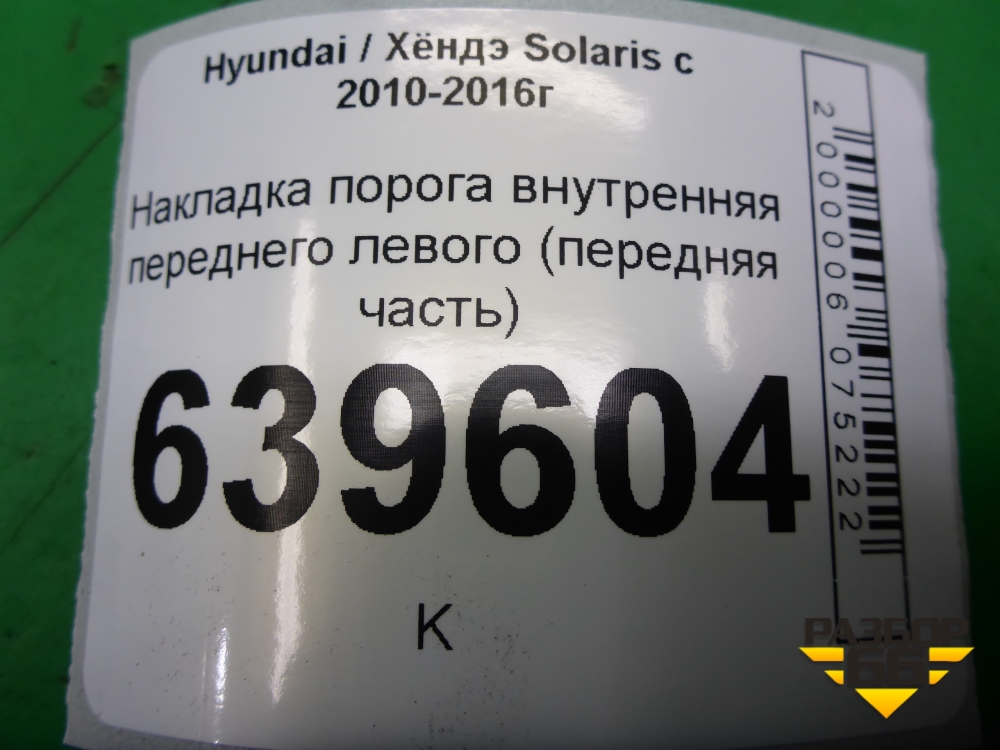 Hyundai / Хёндэ Solaris с
2010-2016г
Накладка порога внутренняя
переднего левого (передняя
часть)
639604
К
2000006075222
РАЗБОР
66